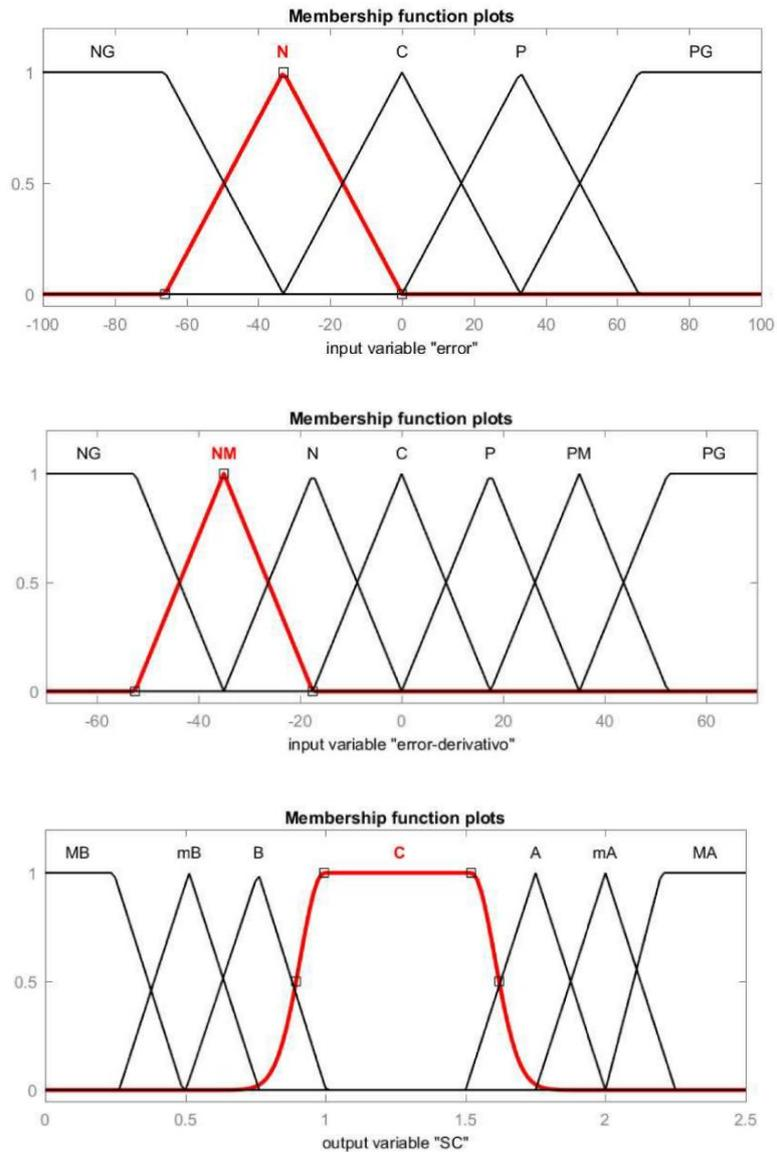 Membership function plots
NG N C P PG
1
0.5
0
-100 -80 -60 -40 -20 0 20 40 60 80 100
input variable "error"
Membership function plots
NG NM N C P PM PG
1
0.5
0
-60 -40 -20 0 20 40 60
input variable "error-derivativo"
Membership function plots
MB mB B C A mA MA
1
0.5
0
0 0.5 1 1.5 2 2.5
output variable "SC"